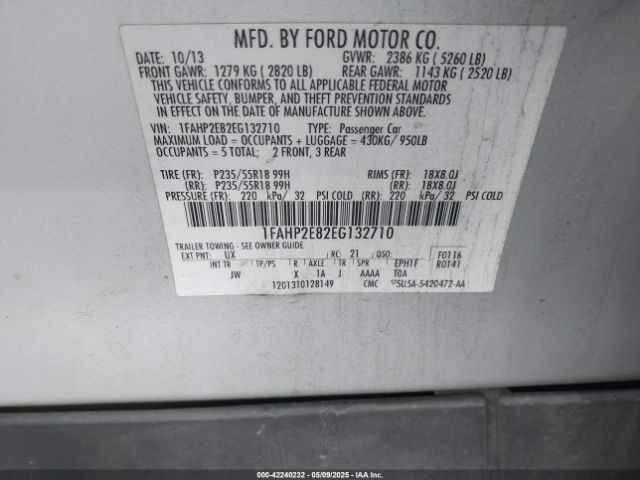 MFD. BY FORD MOTOR CO.
DATE: 10/13 GVWR: 2386 KG ( 5260 LB)
FRONT GAWR: 1279 KG ( 2820 LB) REAR GAWR: 1143 KG ( 2520 LB)
THIS VEHICLE CONFORMS TO ALL APPLICABLE FEDERAL MOTOR
VEHICLE SAFETY, BUMPER, AND THEFT PREVENTION STANDARDS
IN EFFECT ON THE DATE OF MANUFACTURE SHOWN ABOVE.
VIN: 1FAHP2E82EG132710 TYPE: Passenger Car
MAXIMUM LOAD = OCCUPANTS + LUGGAGE = 430KG/ 950LB
OCCUPANTS = 5 TOTAL; 2 FRONT, 3 REAR
TIRE (FR): P235/55R18 99H RIMS (FR): 18X8.0J
(RR): P235/55R18 99H (RR): 18X8.0J
PRESSURE (FR): 220 kPa/ 32 PSI COLD (RR): 220 kPa/ 32 PSI COLD
1FAHP2E82EG132710
TRAILER TOWING - SEE OWNER GUIDE
EXT PNT: UX RC: 21 DSO: F0116
INT TR TP/PS R AXLE TR SPR EPH1F R0141
JW X 1A J AAAA T0A
1201310128149 CMC 5U5A-5420472-AA
000-42240232 - 05/09/2025 - IAAI.COM